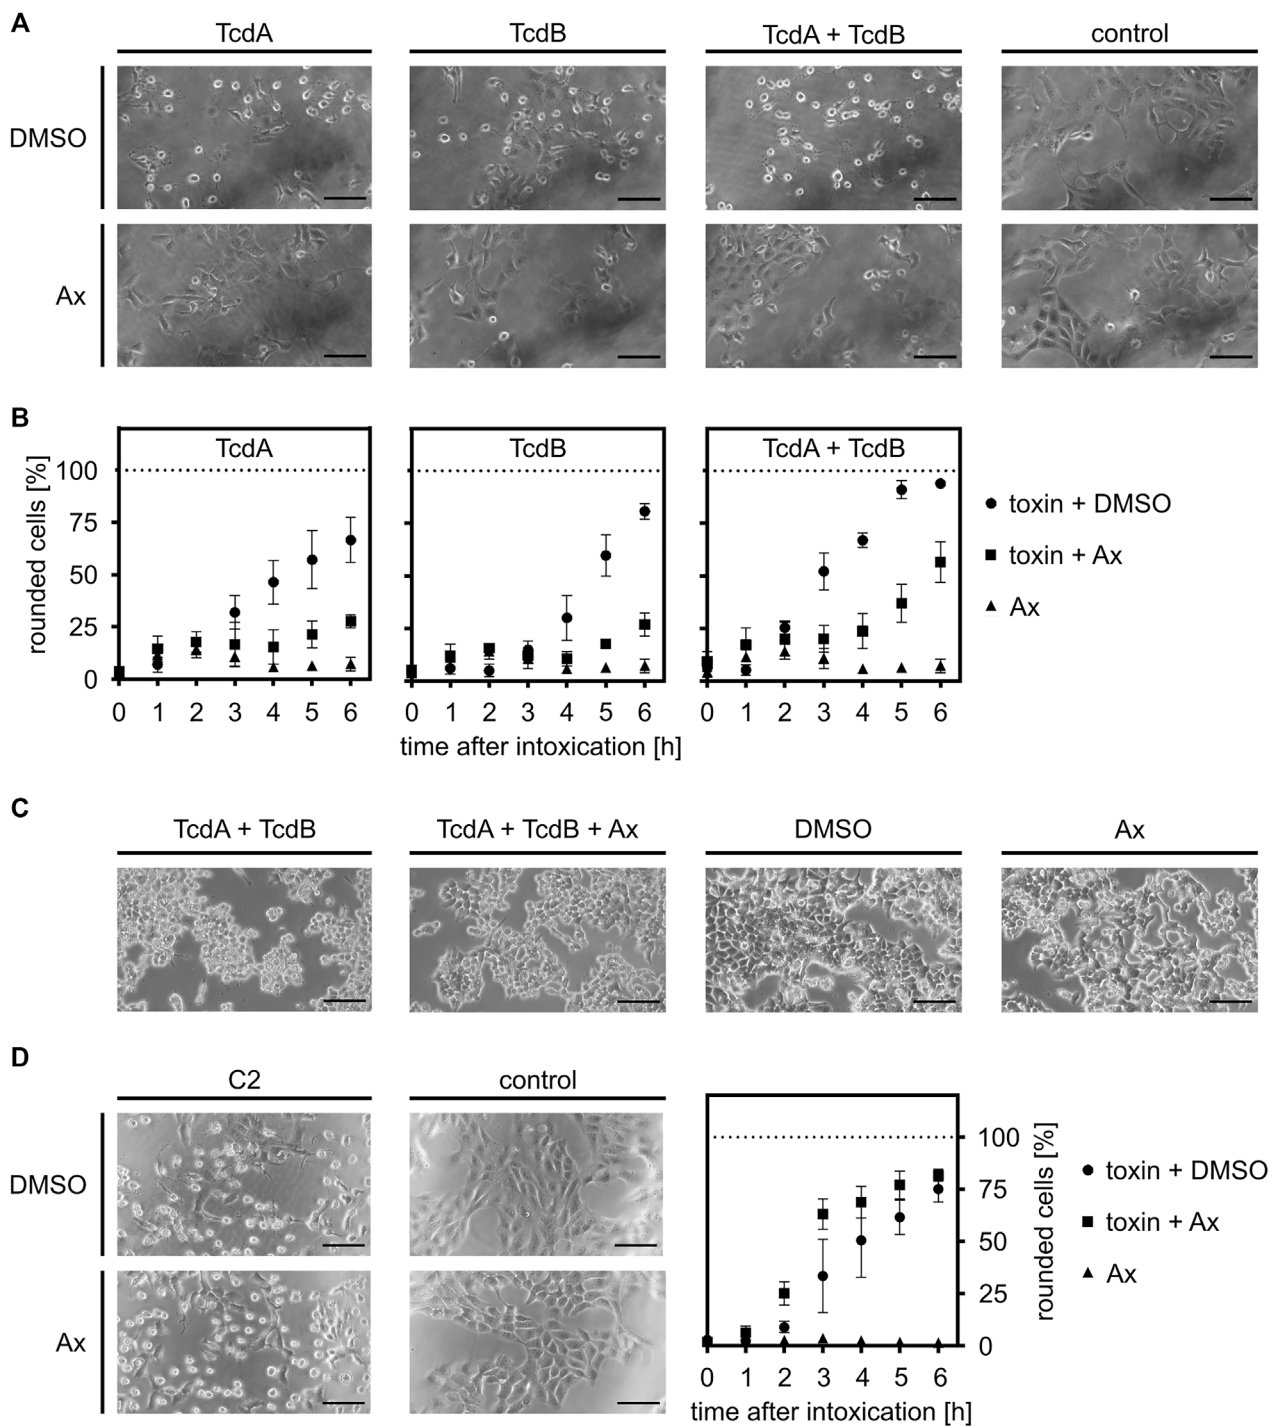 A
TcdA
TcdB
TcdA + TcdB
control
DMSO
Ax
B
TcdA
TcdB
TcdA + TcdB
rounded cells [%]
100
75
50
25
0
0 1 2 3 4 5 6
0 1 2 3 4 5 6
0 1 2 3 4 5 6
time after intoxication [h]
toxin + DMSO
toxin + Ax
Ax
C
TcdA + TcdB
TcdA + TcdB + Ax
DMSO
Ax
D
C2
control
DMSO
Ax
100
75
50
25
0
rounded cells [%]
0 1 2 3 4 5 6
time after intoxication [h]
toxin + DMSO
toxin + Ax
Ax